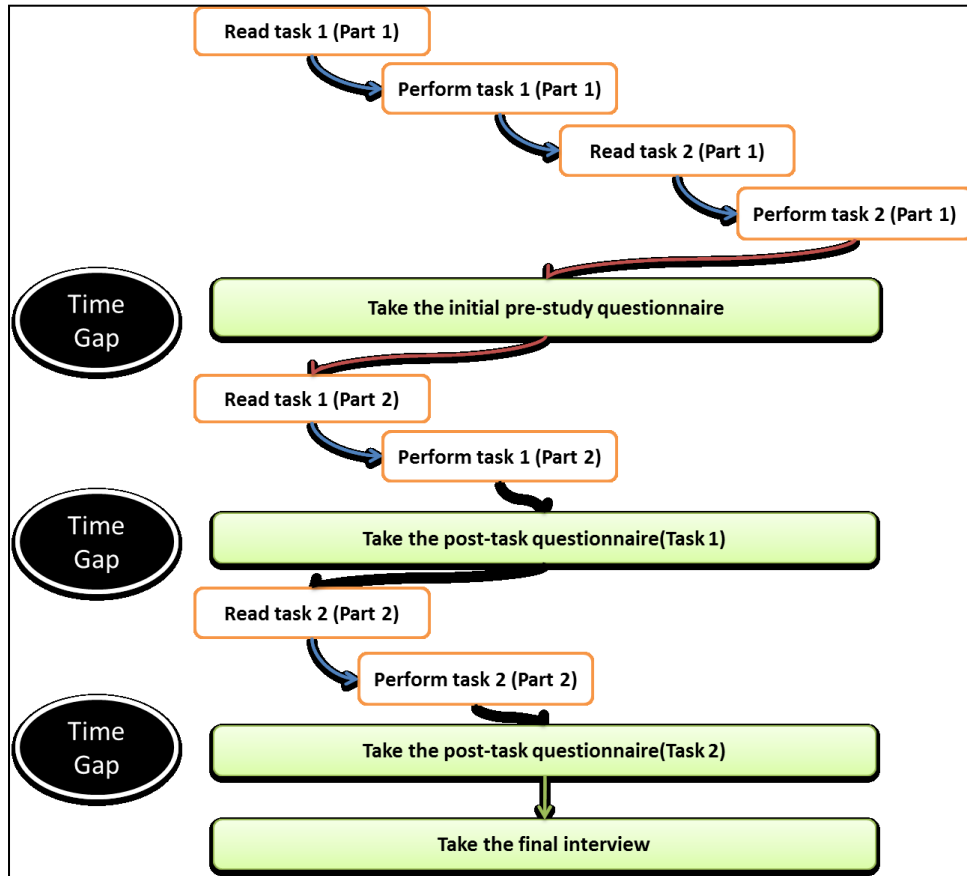 Read task 1 (Part 1)
Perform task 1 (Part 1)
Read task 2 (Part 1)
Perform task 2 (Part 1)
Time
Gap
Take the initial pre-study questionnaire
Read task 1 (Part 2)
Perform task 1 (Part 2)
Time
Gap
Take the post-task questionnaire(Task 1)
Read task 2 (Part 2)
Perform task 2 (Part 2)
Time
Gap
Take the post-task questionnaire(Task 2)
Take the final interview